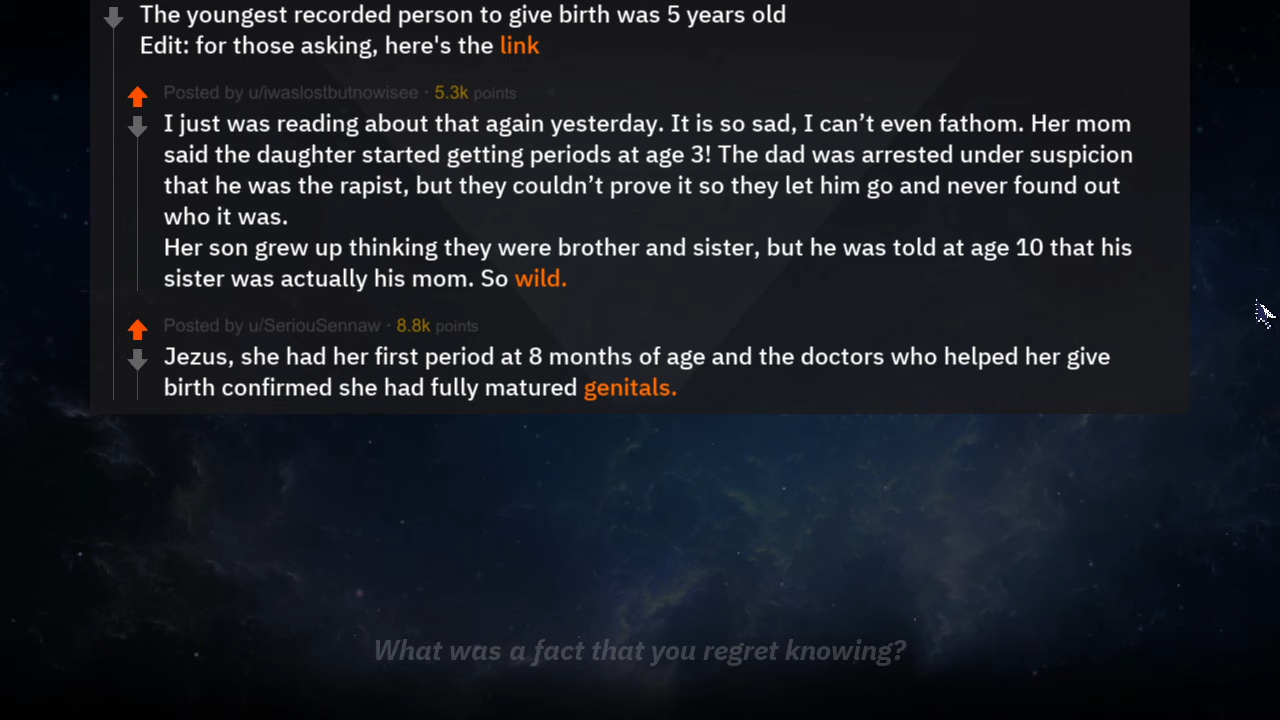 The youngest recorded person to give birth was 5 years old
Edit: for those asking, here's the link
Posted by u/iwaslostbutnowisee · 5.3k points
I just was reading about that again yesterday. It is so sad, I can’t even fathom. Her mom
said the daughter started getting periods at age 3! The dad was arrested under suspicion
that he was the rapist, but they couldn’t prove it so they let him go and never found out
who it was.
Her son grew up thinking they were brother and sister, but he was told at age 10 that his
sister was actually his mom. So wild.
Posted by u/SeriouSennaw · 8.8k points
Jezus, she had her first period at 8 months of age and the doctors who helped her give
birth confirmed she had fully matured genitals.
What was a fact that you regret knowing?